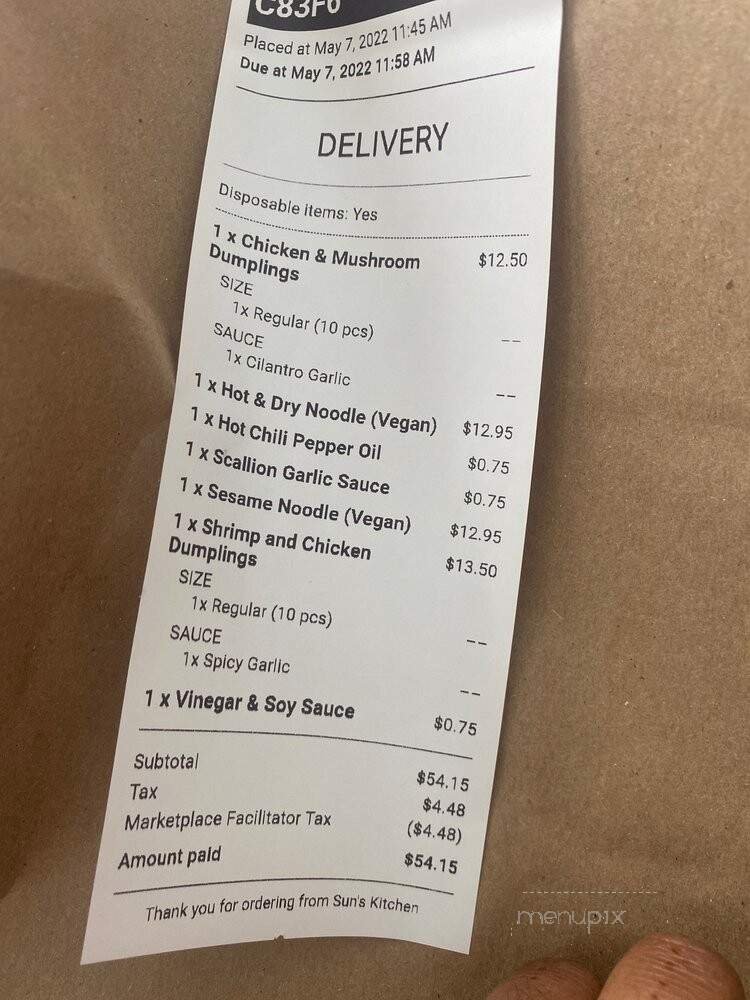 C83F6
Placed at May 7, 2022 11:45 AM
Due at May 7, 2022 11:58 AM
DELIVERY
Disposable items: Yes
1 x Chicken & Mushroom $12.50
Dumplings
SIZE
1x Regular (10 pcs) --
SAUCE
1x Cilantro Garlic --
1 x Hot & Dry Noodle (Vegan) $12.95
1 x Hot Chili Pepper Oil $0.75
1 x Scallion Garlic Sauce $0.75
1 x Sesame Noodle (Vegan) $12.95
1 x Shrimp and Chicken $13.50
Dumplings
SIZE
1x Regular (10 pcs) --
SAUCE
1x Spicy Garlic --
1 x Vinegar & Soy Sauce $0.75
Subtotal $54.15
Tax $4.48
Marketplace Facilitator Tax ($4.48)
Amount paid $54.15
Thank you for ordering from Sun's Kitchen
menupix